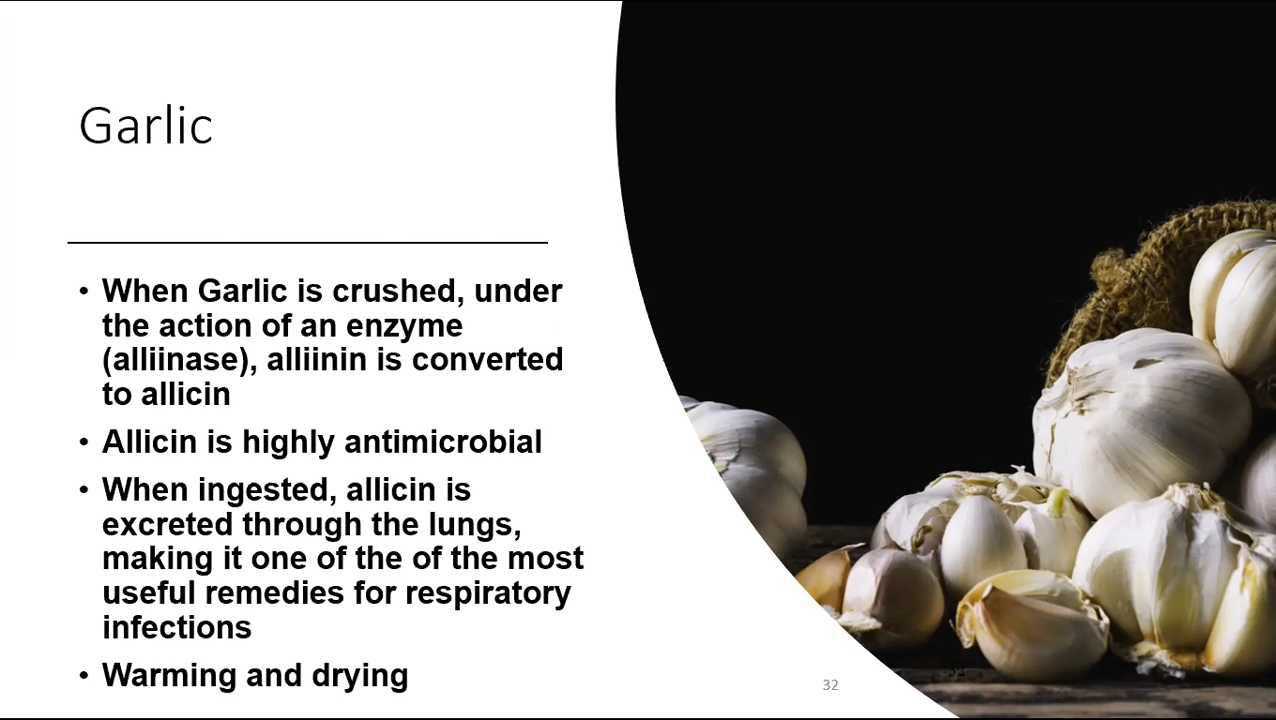 Garlic
• When Garlic is crushed, under
the action of an enzyme
(alliinase), alliinin is converted
to allicin
• Allicin is highly antimicrobial
• When ingested, allicin is
excreted through the lungs,
making it one of the of the most
useful remedies for respiratory
infections
• Warming and drying
32